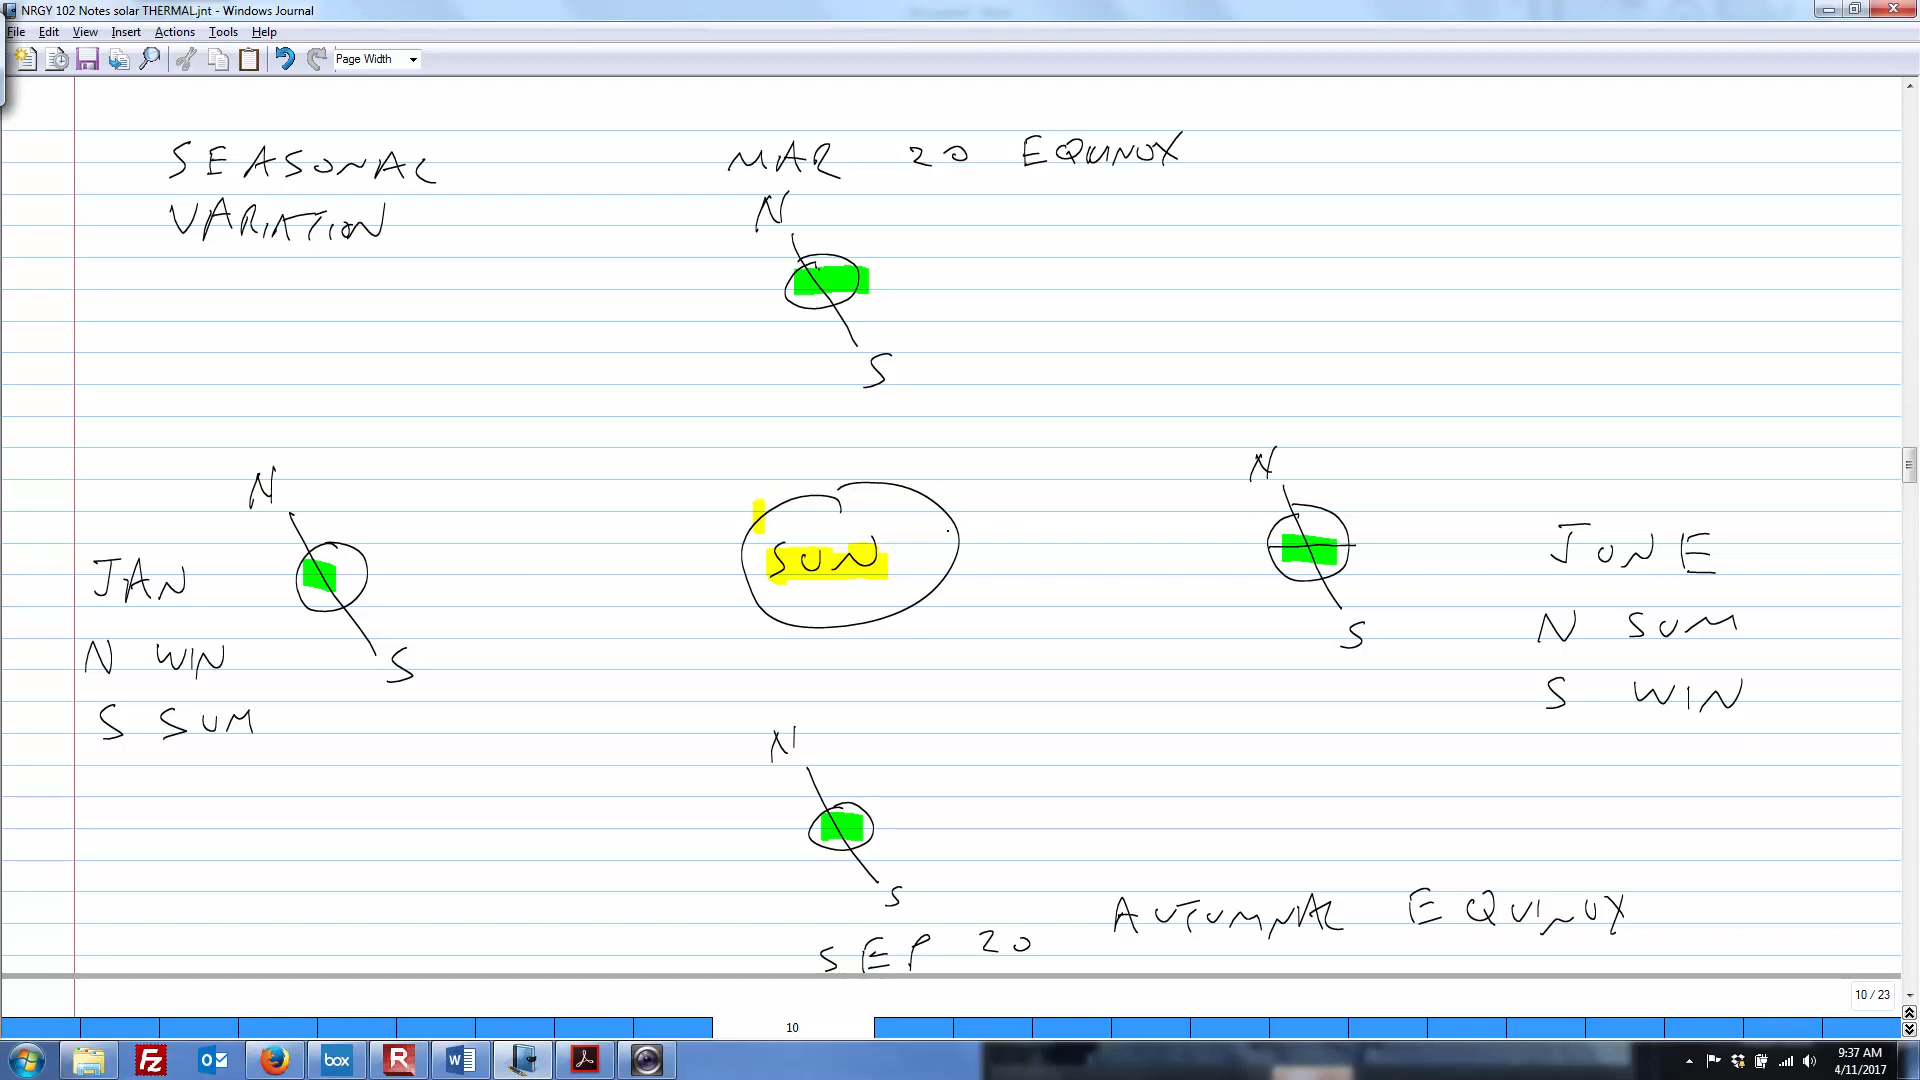 NRGY 102 Notes solar THERMAL.jnt - Windows Journal
File Edit View Insert Actions Tools Help
Page Width
SEASONAL
VARIATION
MAR 20 EQUINOX
N
S
N
JAN
N WIN
S SUM
S
SUN
N
S
JUNE
N SUM
S WIN
N
S
SEP 20
AUTUMNAL EQUINOX
10 / 23
10
Fz
box
R
W
9:37 AM
4/11/2017